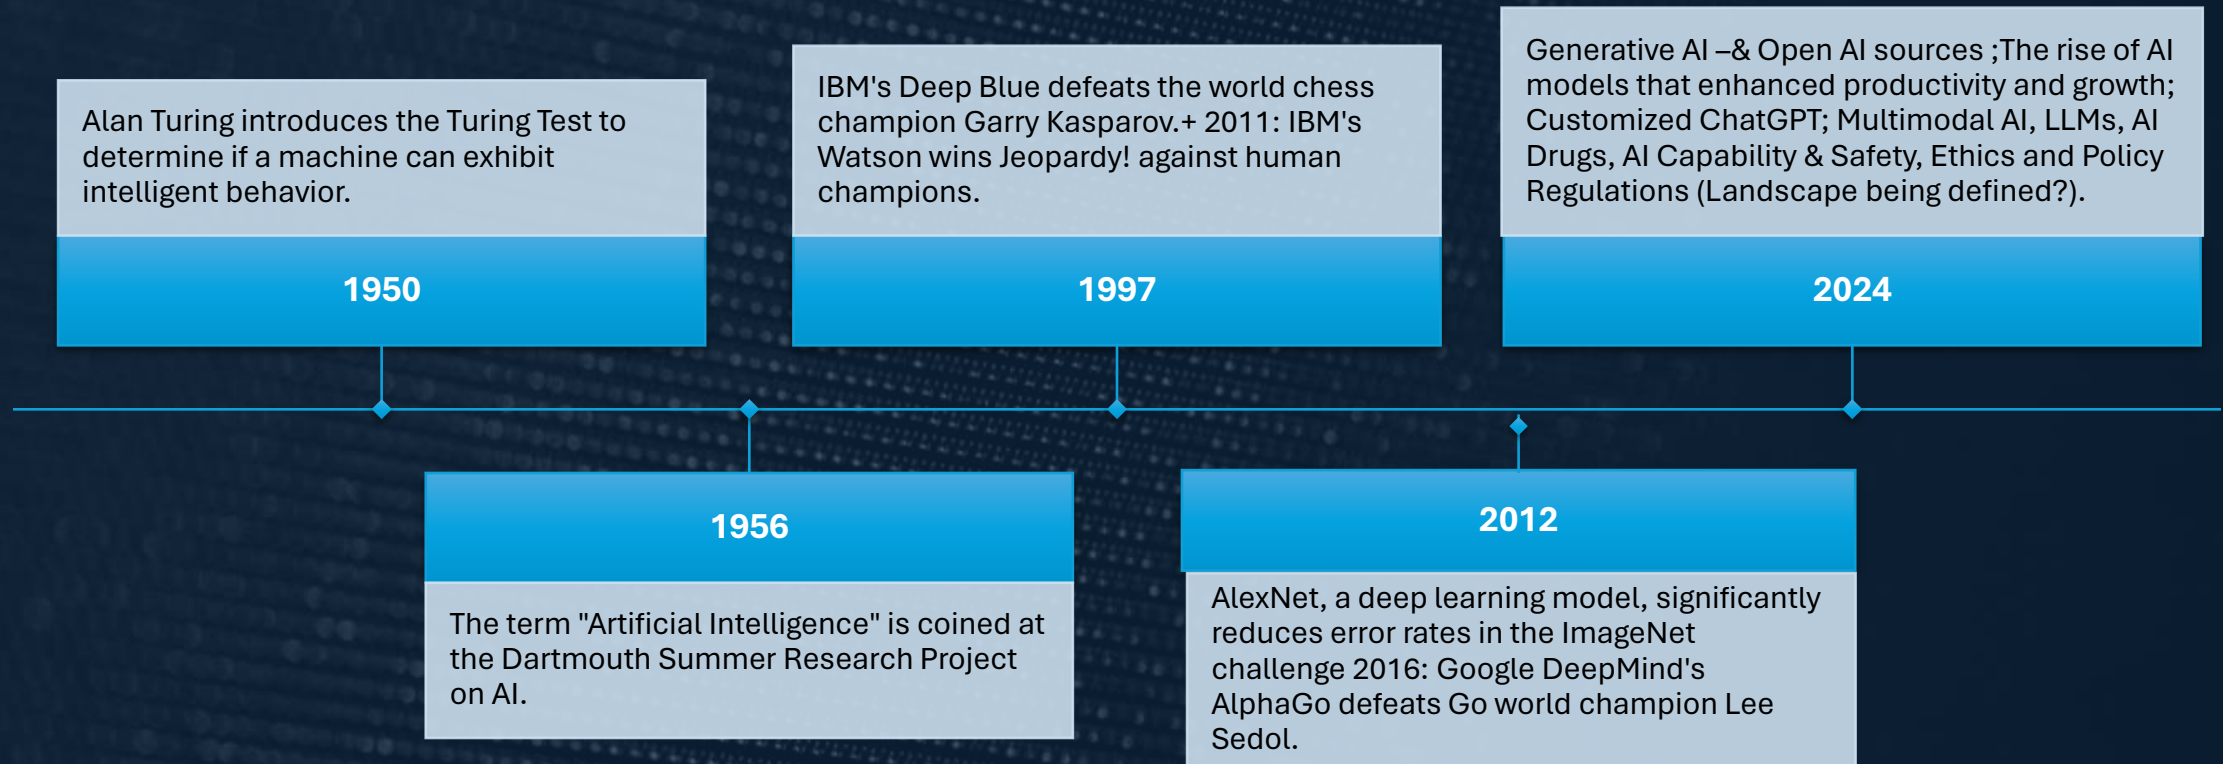 Alan Turing introduces the Turing Test to
determine if a machine can exhibit
intelligent behavior.
1950
The term "Artificial Intelligence" is coined at
the Dartmouth Summer Research Project
on AI.
1956
IBM's Deep Blue defeats the world chess
champion Garry Kasparov.+ 2011: IBM's
Watson wins Jeopardy! against human
champions.
1997
AlexNet, a deep learning model, significantly
reduces error rates in the ImageNet
challenge 2016: Google DeepMind's
AlphaGo defeats Go world champion Lee
Sedol.
2012
Generative AI –& Open AI sources ;The rise of AI
models that enhanced productivity and growth;
Customized ChatGPT; Multimodal AI, LLMs, AI
Drugs, AI Capability & Safety, Ethics and Policy
Regulations (Landscape being defined?).
2024